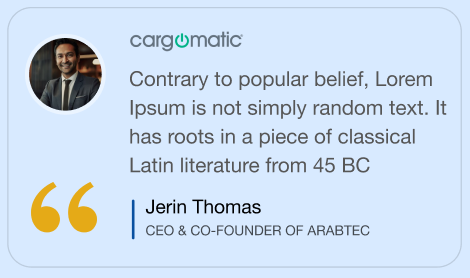 cargomatic
Contrary to popular belief, Lorem
Ipsum is not simply random text. It
has roots in a piece of classical
Latin literature from 45 BC
Jerin Thomas
CEO & CO-FOUNDER OF ARABTEC